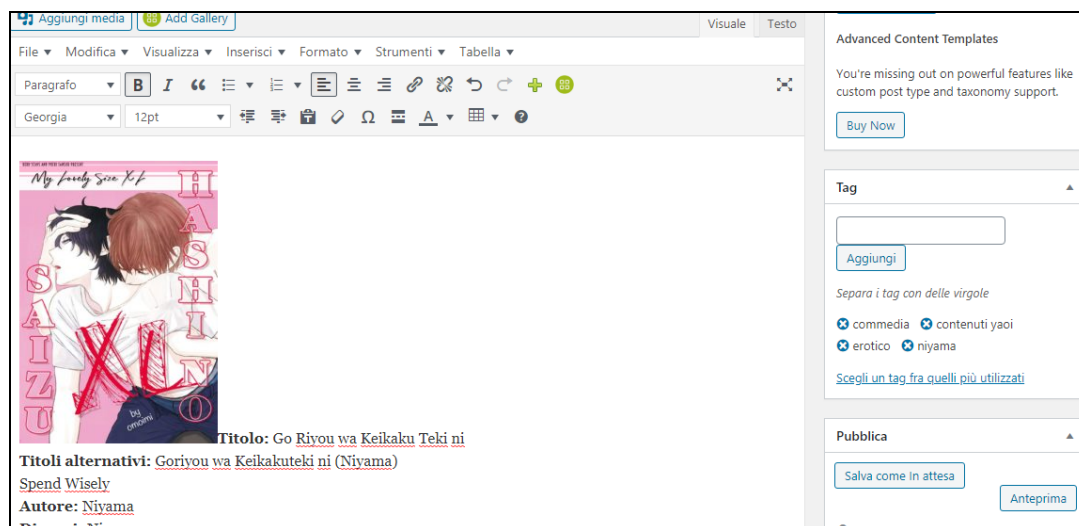 Aggiungi media Add Gallery
Visuale Testo
File Modifica Visualizza Inserisci Formato Strumenti Tabella
Paragrafo B I
Georgia 12pt A
My Lovely Size XL
HASHINO
SAIZU
XL
by
omoimi
Titolo: Go Riyou wa Keikaku Teki ni
Titoli alternativi: Goriyou wa Keikakuteki ni (Niyama)
Spend Wisely
Autore: Niyama
Advanced Content Templates
You're missing out on powerful features like
custom post type and taxonomy support.
Buy Now
Tag
Aggiungi
Separa i tag con delle virgole
commedia contenuti yaoi
erotico niyama
Scegli un tag fra quelli più utilizzati
Pubblica
Salva come In attesa
Anteprima